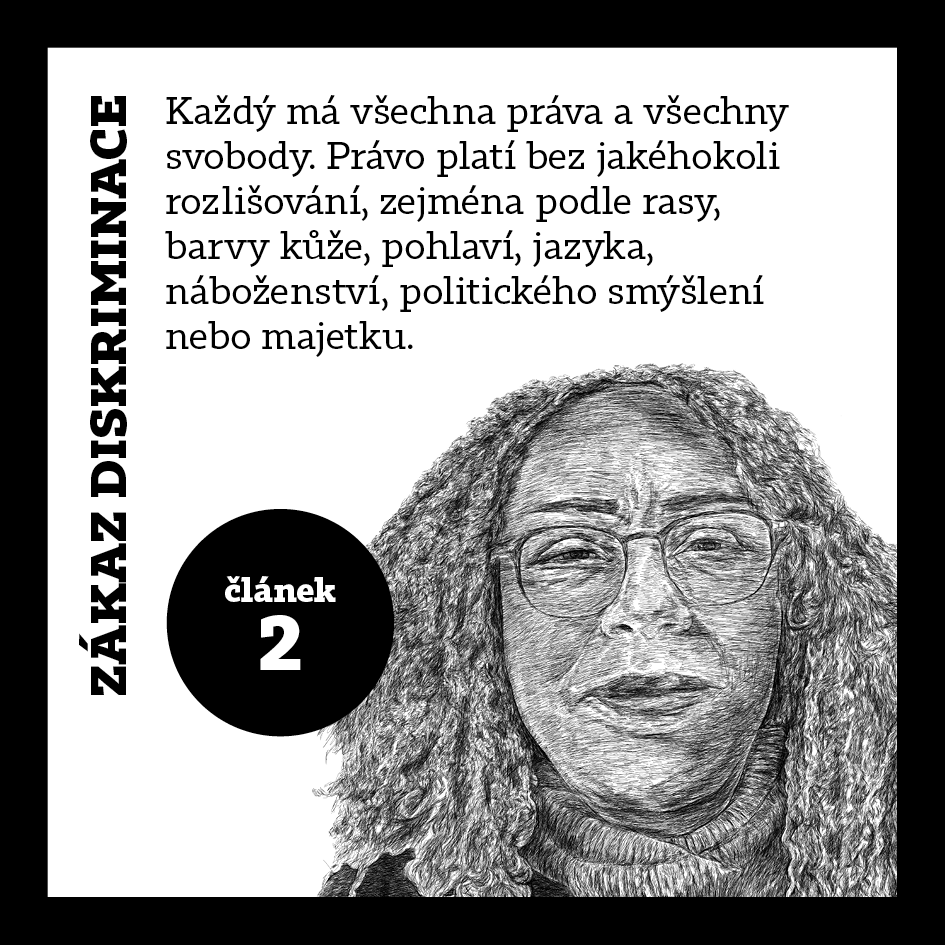 ZÁKAZ DISKRIMINACE
Každý má všechna práva a všechny
svobody. Právo platí bez jakéhokoli
rozlišování, zejména podle rasy,
barvy kůže, pohlaví, jazyka,
náboženství, politického smýšlení
nebo majetku.
článek
2